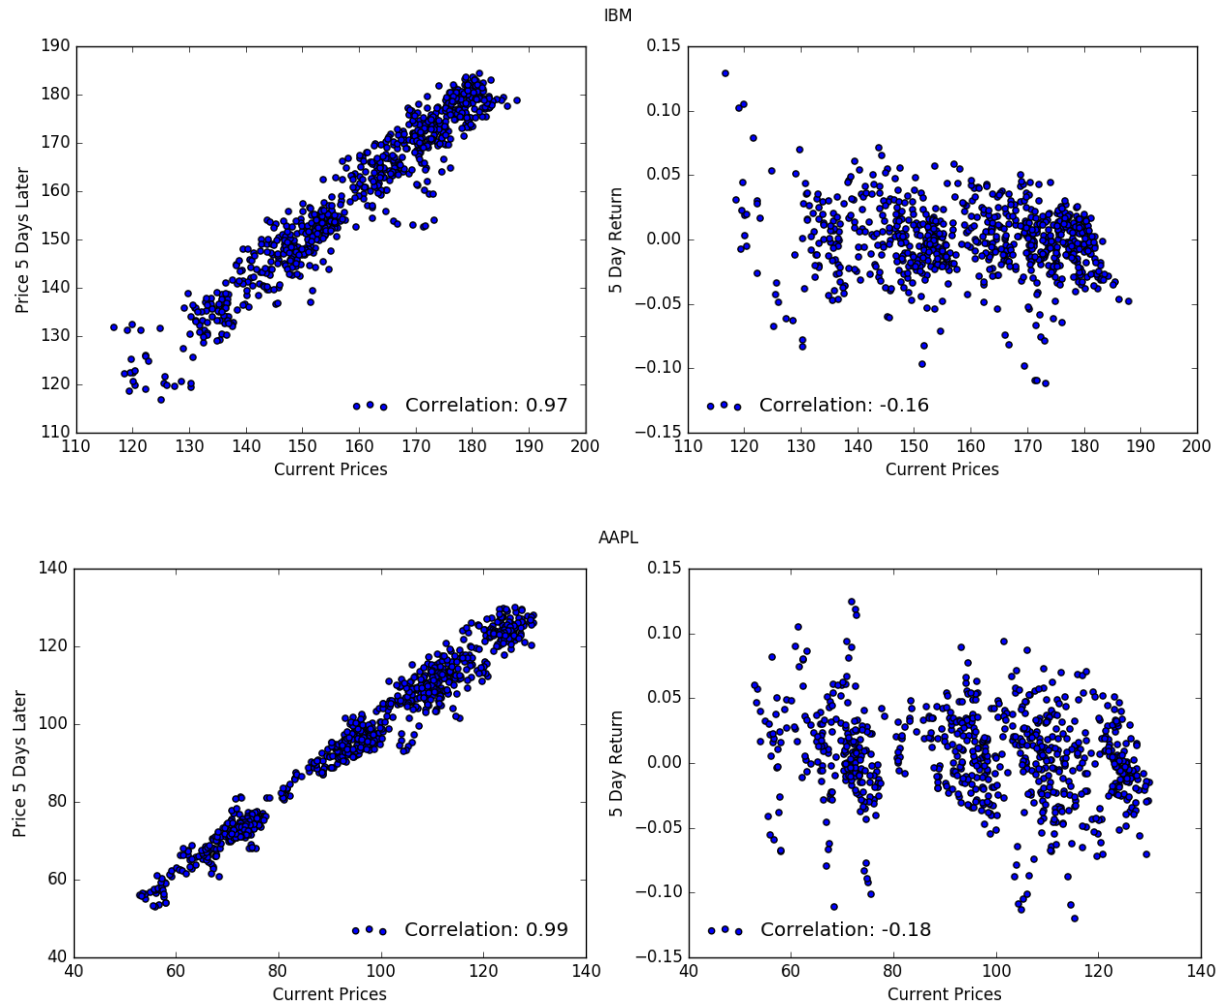 IBM
190
180
170
160
150
140
130
120
110
Price 5 Days Later
110 120 130 140 150 160 170 180 190 200
Current Prices
Correlation: 0.97
0.15
0.10
0.05
0.00
−0.05
−0.10
−0.15
5 Day Return
110 120 130 140 150 160 170 180 190 200
Current Prices
Correlation: -0.16
AAPL
140
120
100
80
60
40
Price 5 Days Later
40 60 80 100 120 140
Current Prices
Correlation: 0.99
0.15
0.10
0.05
0.00
−0.05
−0.10
−0.15
5 Day Return
40 60 80 100 120 140
Current Prices
Correlation: -0.18